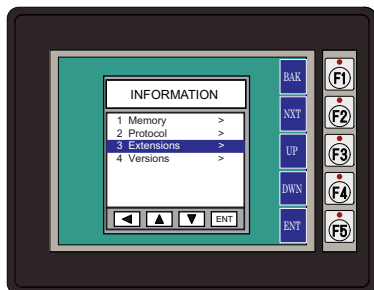 INFORMATION
1 Memory >
2 Protocol >
3 Extensions >
4 Versions >
ENT
BAK
NXT
UP
DWN
ENT
F1
F2
F3
F4
F5